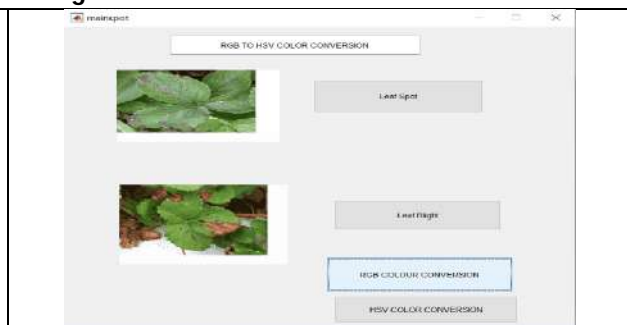 mainspot
RGB TO HSV COLOR CONVERSION
Leaf Spot
Leaf Blight
RGB COLOUR CONVERSION
HSV COLOR CONVERSION